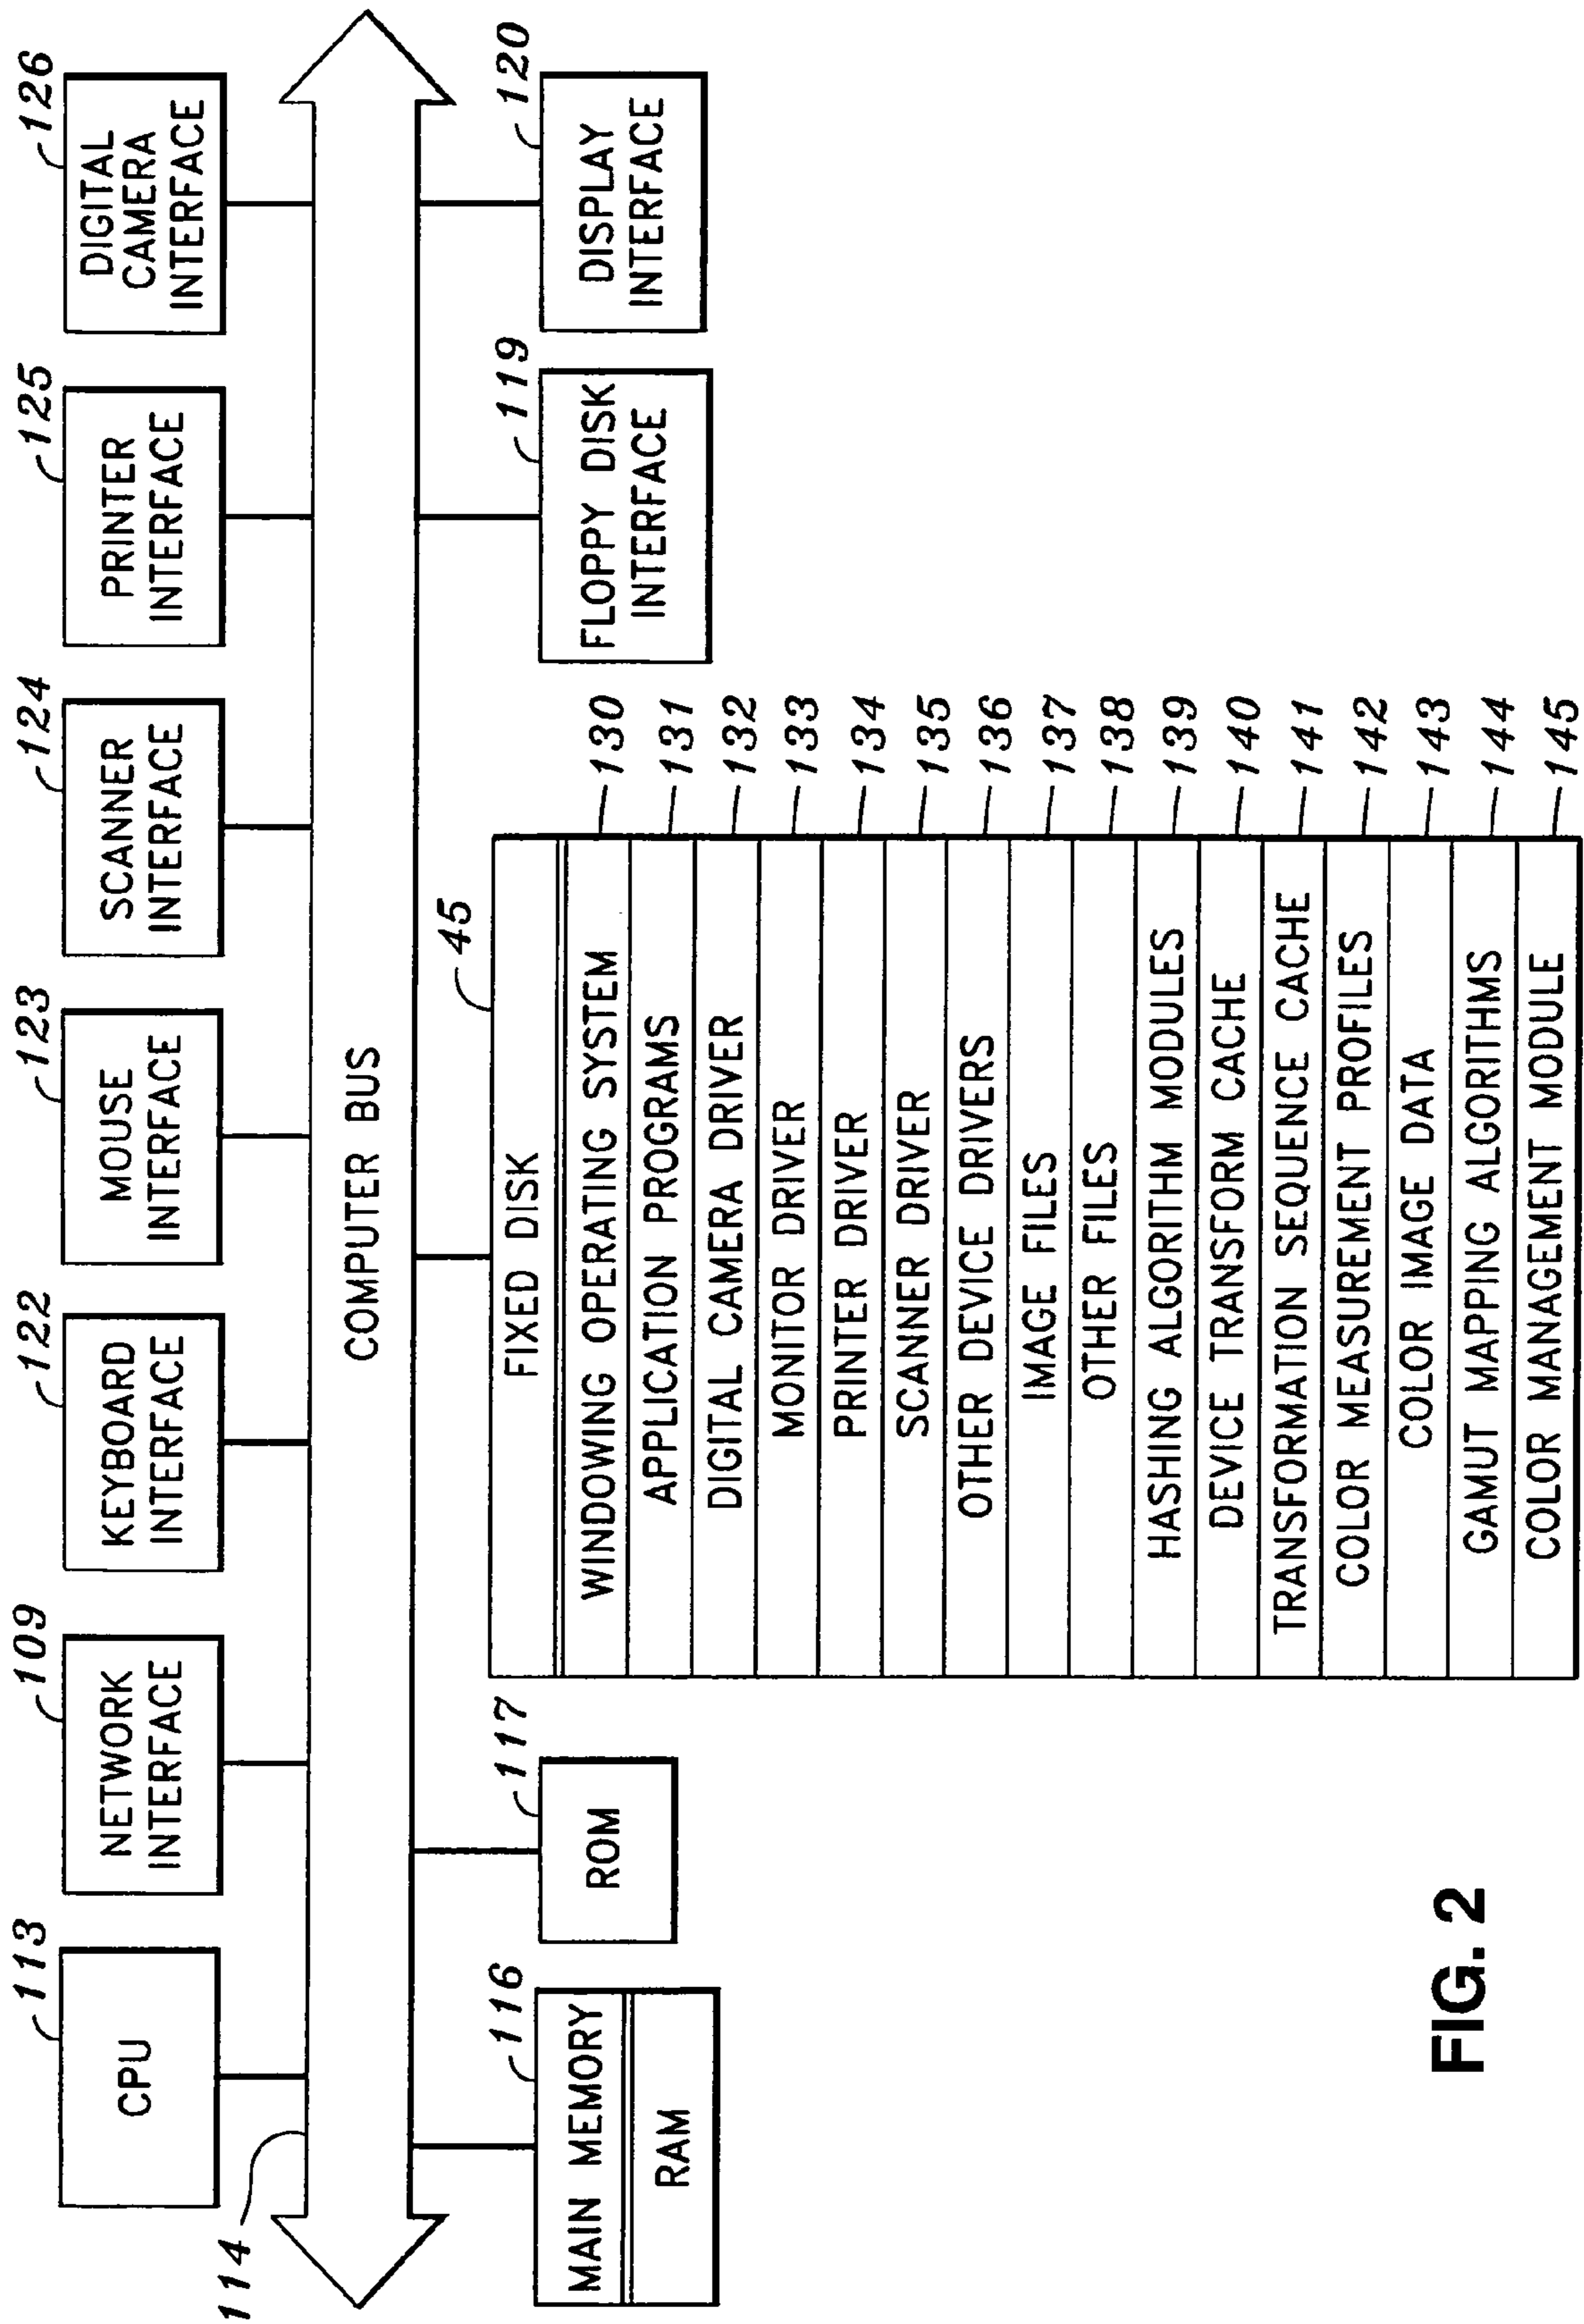 113
CPU
109
NETWORK
INTERFACE
122
KEYBOARD
INTERFACE
123
MOUSE
INTERFACE
124
SCANNER
INTERFACE
125
PRINTER
INTERFACE
126
DIGITAL
CAMERA
INTERFACE
114
COMPUTER BUS
116
MAIN MEMORY
RAM
117
ROM
45
FIXED DISK
WINDOWING OPERATING SYSTEM 130
APPLICATION PROGRAMS 131
DIGITAL CAMERA DRIVER 132
MONITOR DRIVER 133
PRINTER DRIVER 134
SCANNER DRIVER 135
OTHER DEVICE DRIVERS 136
IMAGE FILES 137
OTHER FILES 138
HASHING ALGORITHM MODULES 139
DEVICE TRANSFORM CACHE 140
TRANSFORMATION SEQUENCE CACHE 141
COLOR MEASUREMENT PROFILES 142
COLOR IMAGE DATA 143
GAMUT MAPPING ALGORITHMS 144
COLOR MANAGEMENT MODULE 145
119
FLOPPY DISK
INTERFACE
120
DISPLAY
INTERFACE
FIG. 2